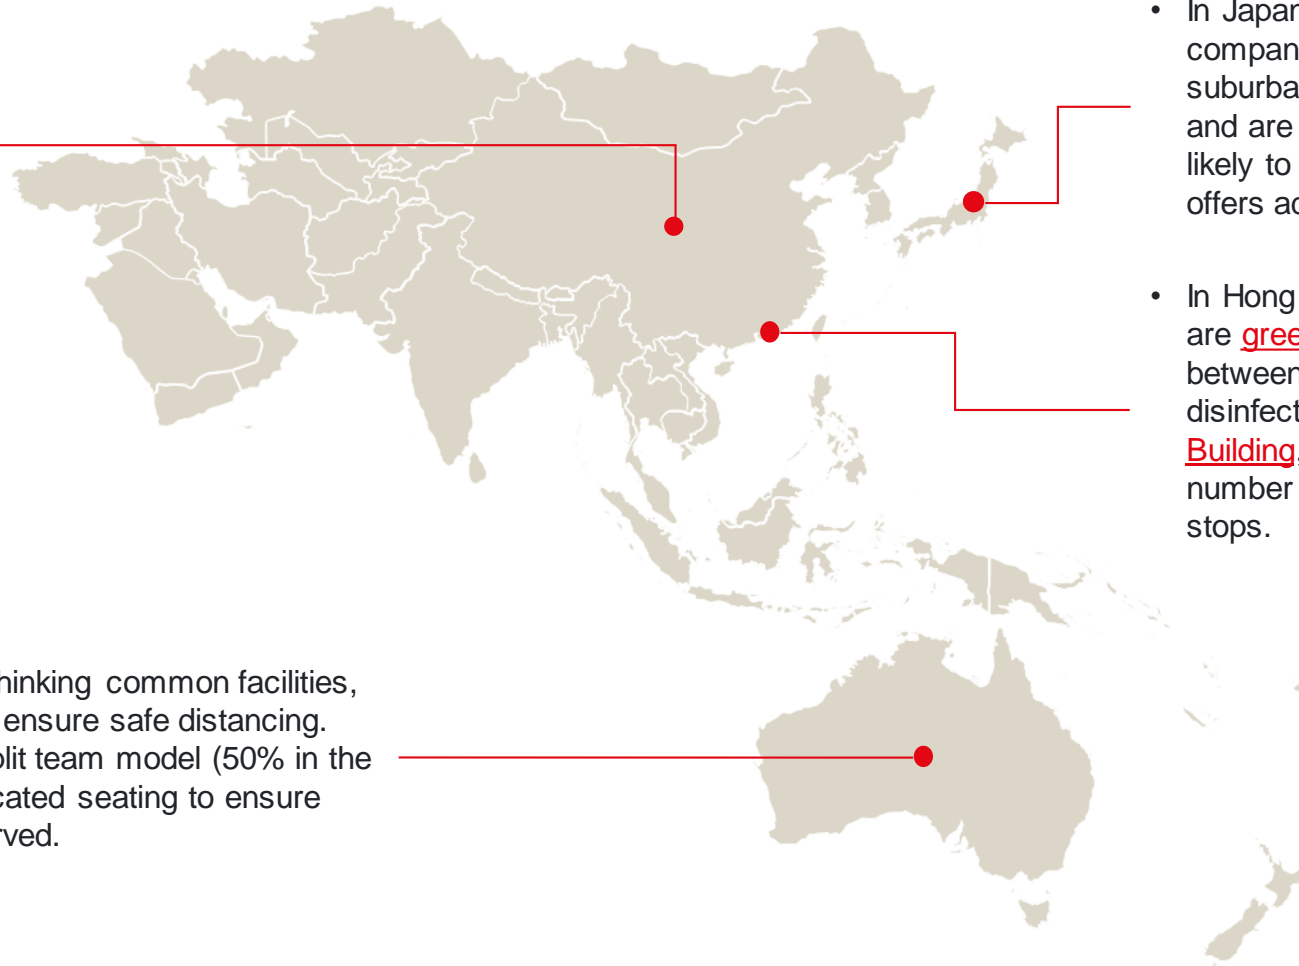 • In Japan
compan
suburba
and are
likely to
offers ac
• In Hong
are gree
between
disinfect
Building,
number
stops.
hinking common facilities,
ensure safe distancing.
olit team model (50% in the
cated seating to ensure
rved.